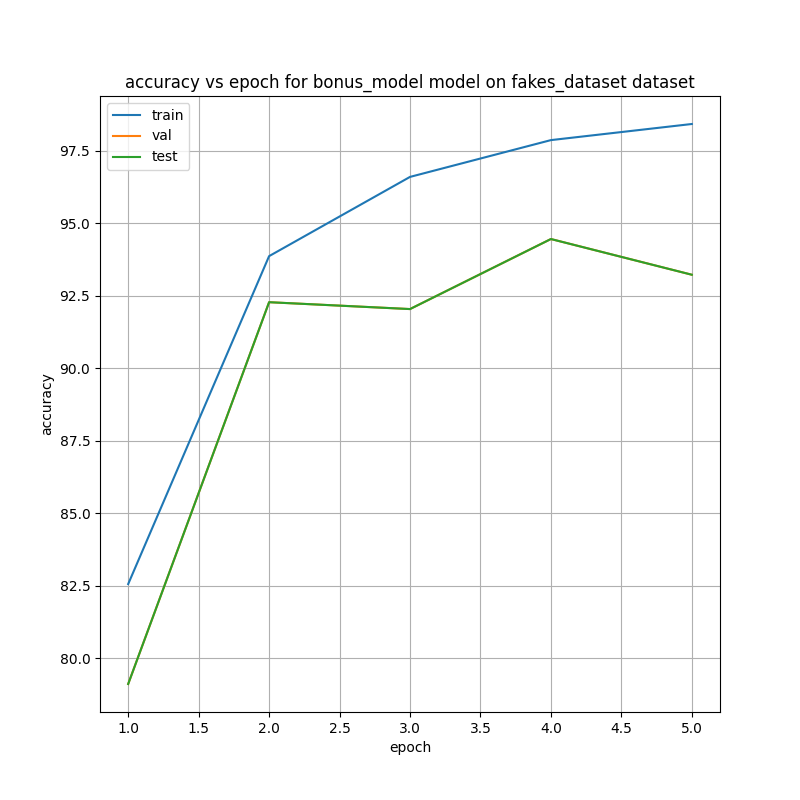 accuracy vs epoch for bonus_model model on fakes_dataset dataset
train
val
test
97.5
95.0
92.5
90.0
87.5
85.0
82.5
80.0
accuracy
1.0 1.5 2.0 2.5 3.0 3.5 4.0 4.5 5.0
epoch